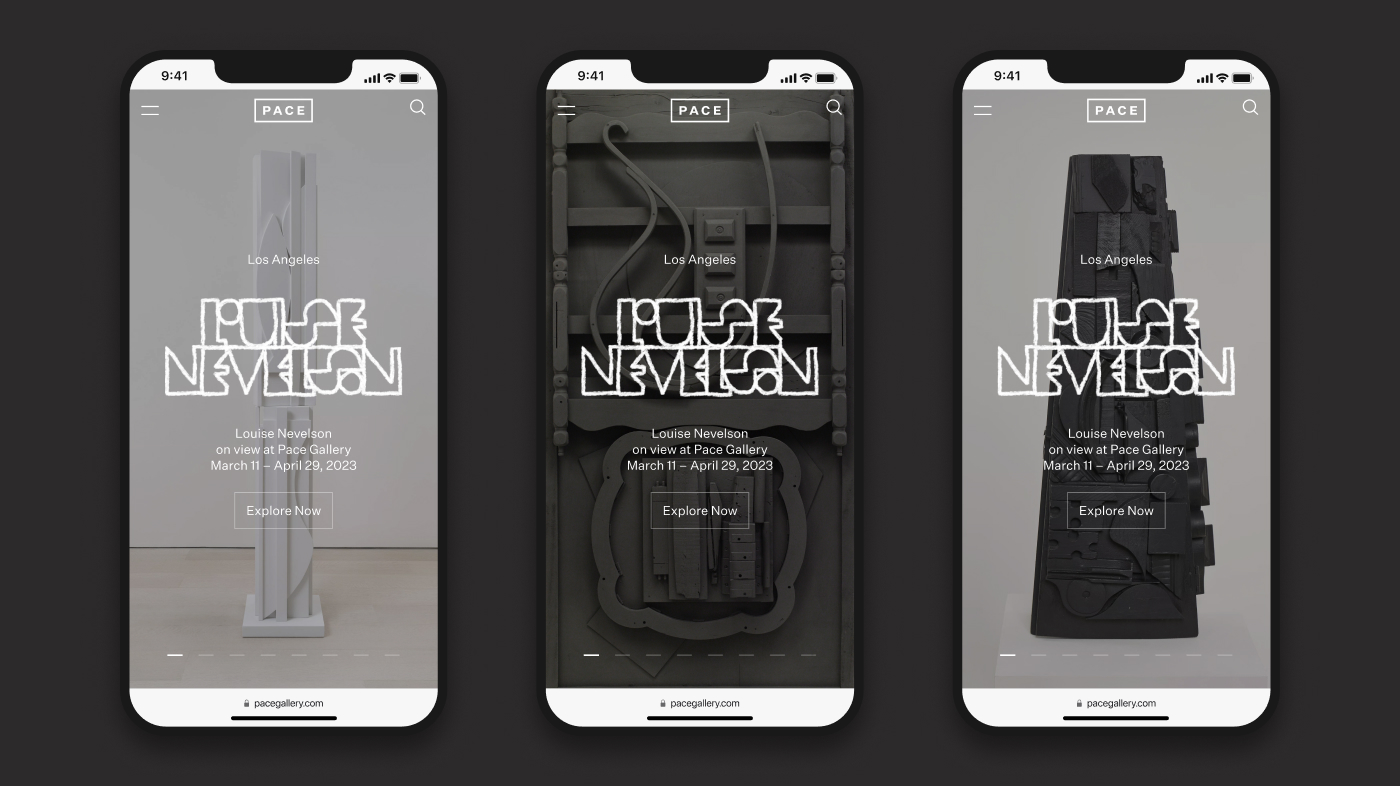 9:41
PACE
Los Angeles
LOUISE
NEVELSON
Louise Nevelson
on view at Pace Gallery
March 11 – April 29, 2023
Explore Now
pacegallery.com
9:41
PACE
Los Angeles
LOUISE
NEVELSON
Louise Nevelson
on view at Pace Gallery
March 11 – April 29, 2023
Explore Now
pacegallery.com
9:41
PACE
Los Angeles
LOUISE
NEVELSON
Louise Nevelson
on view at Pace Gallery
March 11 – April 29, 2023
Explore Now
pacegallery.com